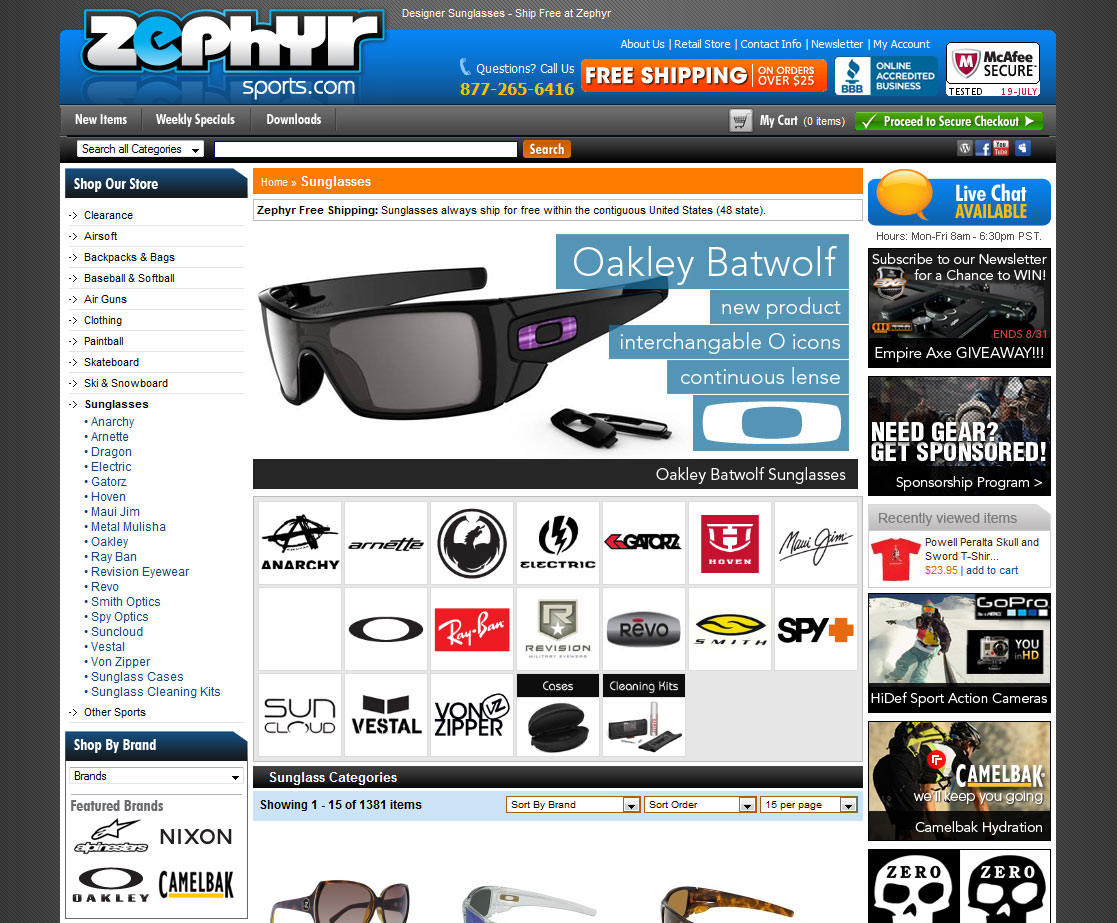 Designer Sunglasses - Ship Free at Zephyr
zephyr
sports.com
About Us | Retail Store | Contact Info | Newsletter | My Account
Questions? Call Us
877-265-6416
FREE SHIPPING ON ORDERS OVER $25
BBB
ONLINE ACCREDITED BUSINESS
McAfee SECURE
TESTED 19-JULY
New Items
Weekly Specials
Downloads
My Cart (0 items)
Proceed to Secure Checkout
Search all Categories
Search
You Tube
Shop Our Store
Clearance
Airsoft
Backpacks & Bags
Baseball & Softball
Air Guns
Clothing
Paintball
Skateboard
Ski & Snowboard
Sunglasses
• Anarchy
• Arnette
• Dragon
• Electric
• Gatorz
• Hoven
• Maui Jim
• Metal Mulisha
• Oakley
• Ray Ban
• Revision Eyewear
• Revo
• Smith Optics
• Spy Optics
• Suncloud
• Vestal
• Von Zipper
• Sunglass Cases
• Sunglass Cleaning Kits
Other Sports
Shop By Brand
Brands
Featured Brands
alpinestars
NIXON
OAKLEY
CAMELBAK
Home » Sunglasses
Zephyr Free Shipping: Sunglasses always ship for free within the contiguous United States (48 state).
Oakley Batwolf
new product
interchangable O icons
continuous lense
Oakley Batwolf Sunglasses
ANARCHY
arnette
ELECTRIC
GATORZ
HOVEN
Maui Jim
Ray-Ban
REVISION
MILITARY EYEWEAR
REVO
SMITH
SPY
SUN CLOUD
VESTAL
VON ZIPPER
VZ
Cases
Cleaning Kits
Sunglass Categories
Showing 1 - 15 of 1381 items
Sort By Brand
Sort Order
15 per page
Live Chat
AVAILABLE
Hours: Mon-Fri 8am - 6:30pm PST.
Subscribe to our Newsletter
for a Chance to WIN!
ENDS 8/31
Empire Axe GIVEAWAY!!!
NEED GEAR?
GET SPONSORED!
Sponsorship Program >
Recently viewed items
Powell Peralta Skull and
Sword T-Shir...
$23.95 | add to cart
GoPro
YOU
inHD
HiDef Sport Action Cameras
CAMELBAK
we'll keep you going
Camelbak Hydration
ZERO
ZERO